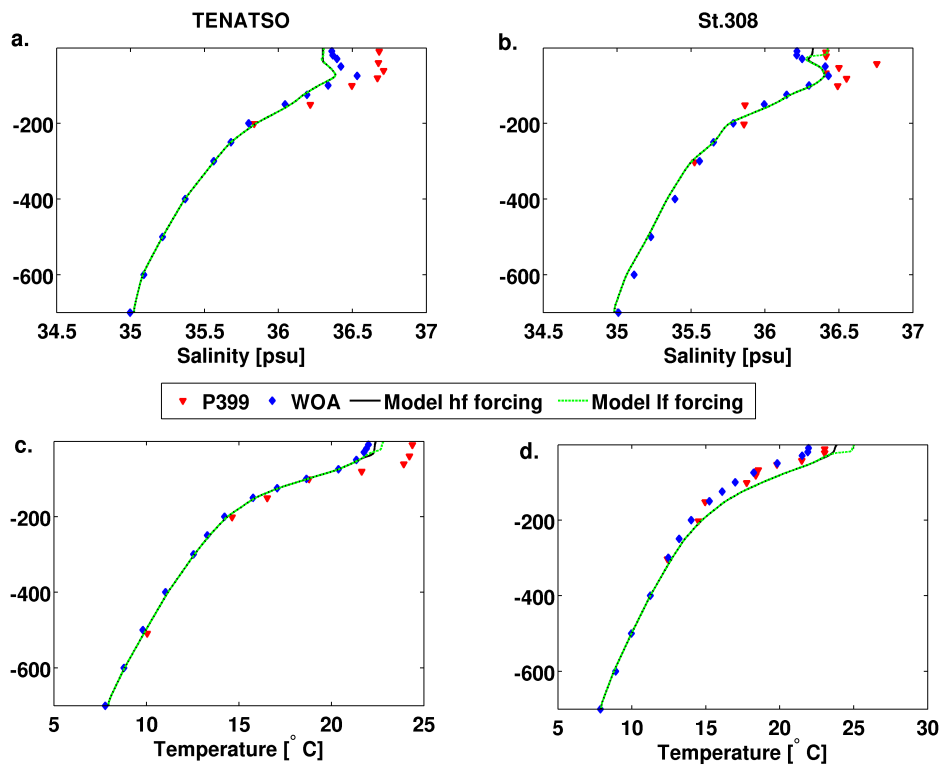 TENATSO
St.308
a.
b.
-200
-400
-600
34.5 35 35.5 36 36.5 37
Salinity [psu]
-200
-400
-600
34.5 35 35.5 36 36.5 37
Salinity [psu]
P399 WOA Model hf forcing Model lf forcing
c.
d.
-200
-400
-600
5 10 15 20 25
Temperature [° C]
-200
-400
-600
5 10 15 20 25 30
Temperature [° C]